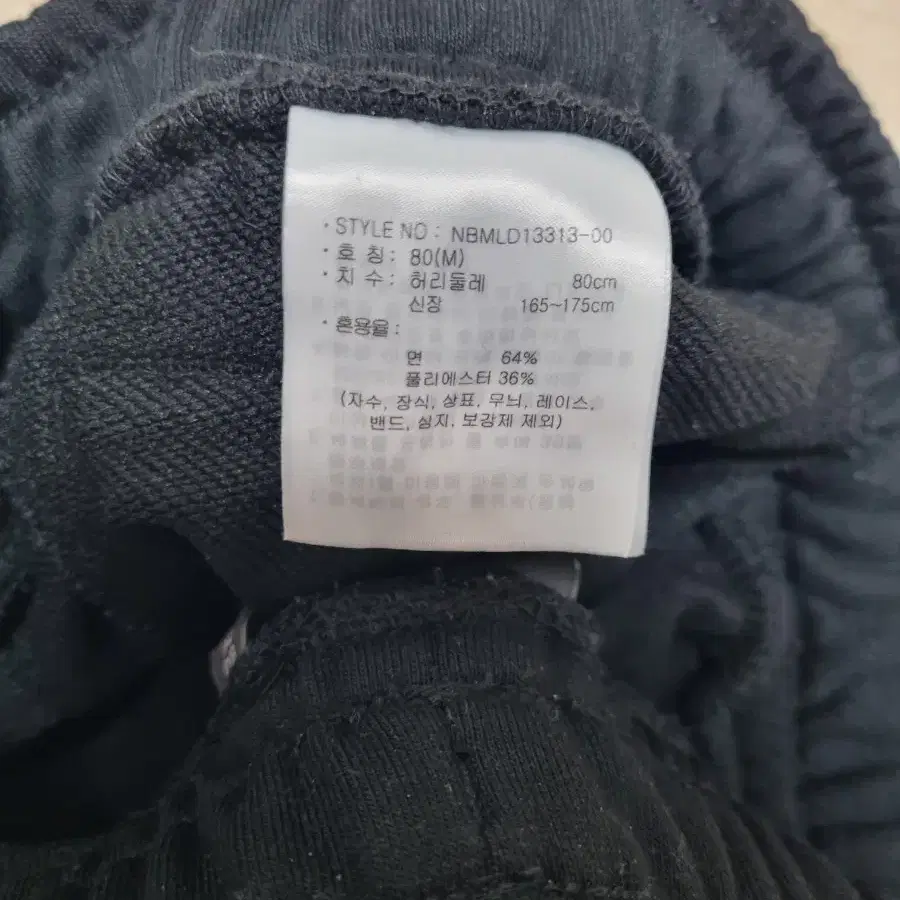 · STYLE NO : NBMLD13313-00
· 호 칭 : 80(M)
· 치 수 : 허리둘레 80cm
신장 165~175cm
· 혼용율 :
면 64%
폴리에스터 36%
(자수, 장식, 상표, 무늬, 레이스,
밴드, 심지, 보강제 제외)